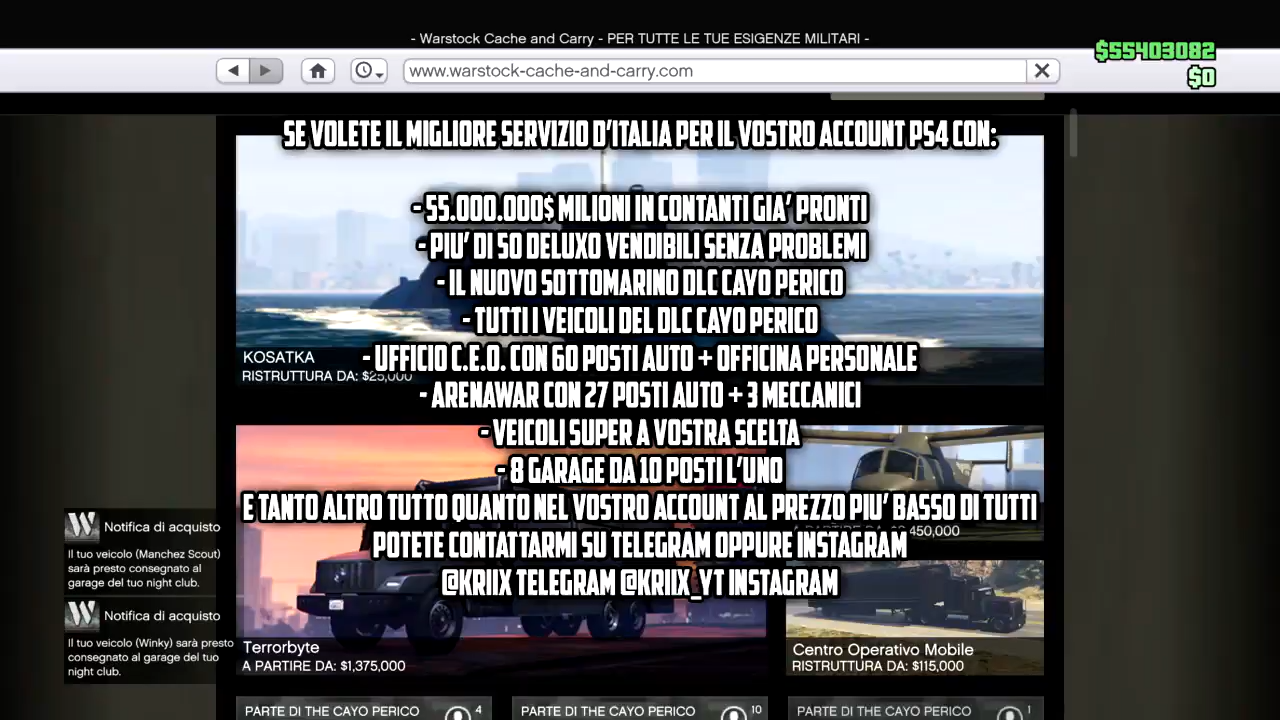 - Warstock Cache and Carry - PER TUTTE LE TUE ESIGENZE MILITARI -
$55403082
$0
www.warstock-cache-and-carry.com
SE VOLETE IL MIGLIORE SERVIZIO D'ITALIA PER IL VOSTRO ACCOUNT PS4 CON:
- 55.000.000$ MILIONI IN CONTANTI GIA' PRONTI
- PIU' DI 50 DELUXO VENDIBILI SENZA PROBLEMI
- IL NUOVO SOTTOMARINO DLC CAYO PERICO
- TUTTI I VEICOLI DEL DLC CAYO PERICO
- UFFICIO C.E.O. CON 60 POSTI AUTO + OFFICINA PERSONALE
- ARENAWAR CON 27 POSTI AUTO + 3 MECCANICI
- VEICOLI SUPER A VOSTRA SCELTA
- 8 GARAGE DA 10 POSTI L'UNO
E TANTO ALTRO TUTTO QUANTO NEL VOSTRO ACCOUNT AL PREZZO PIU' BASSO DI TUTTI
POTETE CONTATTARMI SU TELEGRAM OPPURE INSTAGRAM
@KRIIX TELEGRAM @KRIIX_YT INSTAGRAM
KOSATKA
RISTRUTTURA DA: $25,000
A PARTIRE DA: 450,000
Notifica di acquisto
Il tuo veicolo (Manchez Scout)
sarà presto consegnato al
garage del tuo night club.
Notifica di acquisto
Il tuo veicolo (Winky) sarà presto
consegnato al garage del tuo
night club.
Terrorbyte
A PARTIRE DA: $1,375,000
Centro Operativo Mobile
RISTRUTTURA DA: $115,000
PARTE DI THE CAYO PERICO 4
PARTE DI THE CAYO PERICO 10
PARTE DI THE CAYO PERICO 1